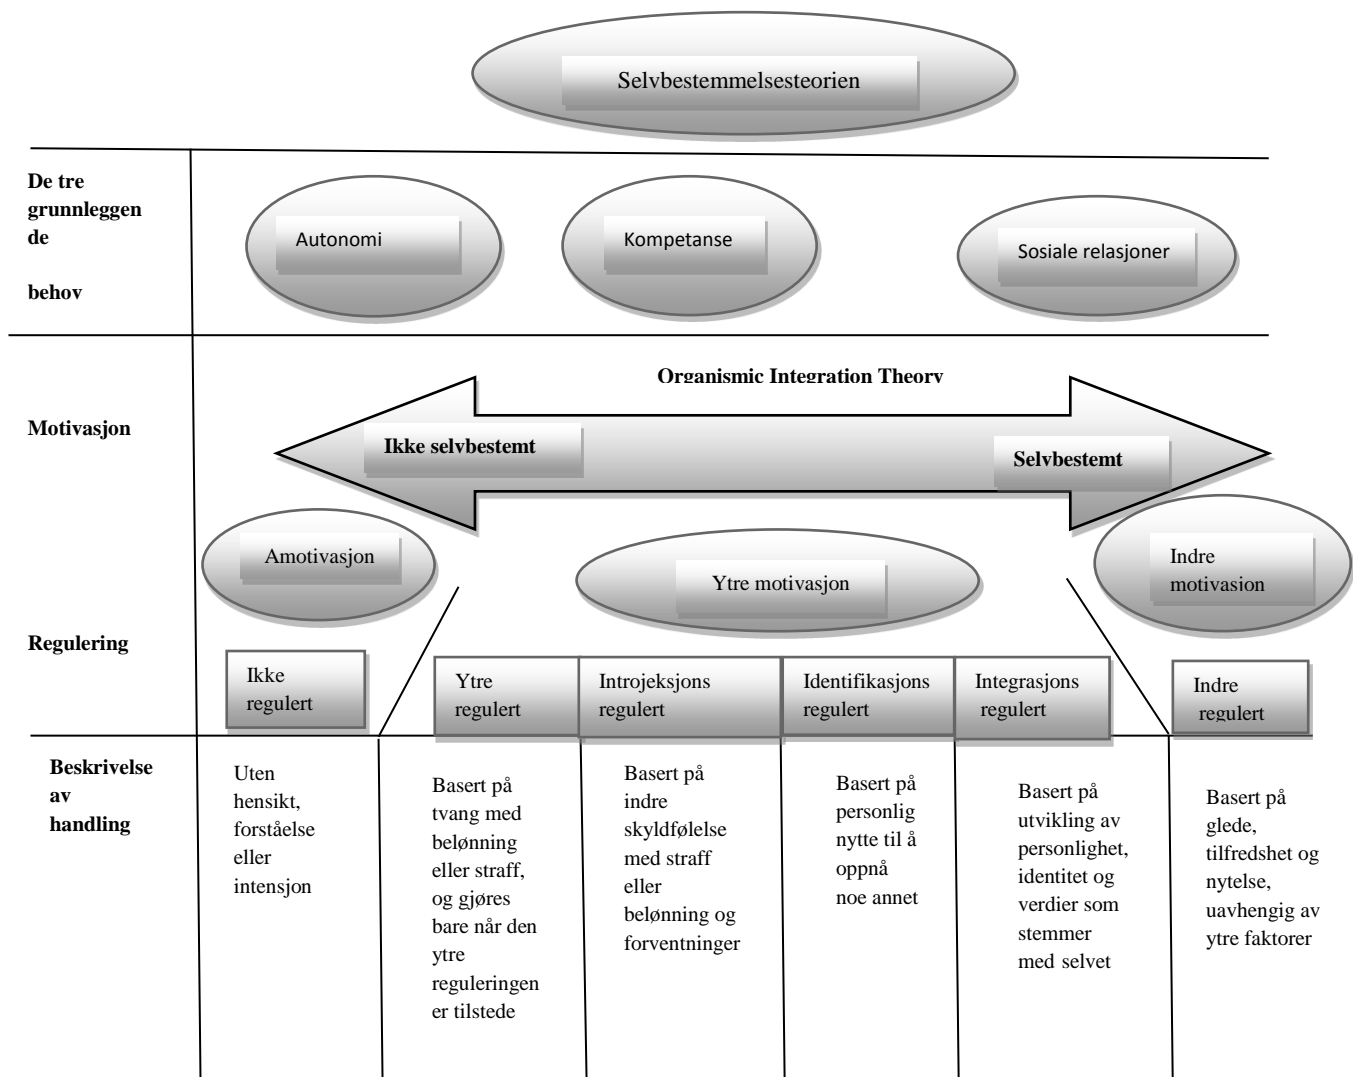 Selvbestemmelsesteorien
De tre
grunnleggen
de
behov
Autonomi
Kompetanse
Sosiale relasjoner
Organismic Integration Theory
Motivasjon
Ikke selvbestemt
Selvbestemt
Amotivasjon
Ytre motivasjon
Indre
motivasjon
Regulering
Ikke
regulert
Ytre
regulert
Introjeksjons
regulert
Identifikasjons
regulert
Integrasjons
regulert
Indre
regulert
Beskrivelse
av
handling
Uten
hensikt,
forståelse
eller
intensjon
Basert på
tvang med
belønning
eller straff,
og gjøres
bare når den
ytre
reguleringen
er tilstede
Basert på
indre
skyldfølelse
med straff
eller
belønning og
forventninger
Basert på
personlig
nytte til å
oppnå
noe annet
Basert på
utvikling av
personlighet,
identitet og
verdier som
stemmer
med selvet
Basert på
glede,
tilfredshet og
nytelse,
uavhengig av
ytre faktorer